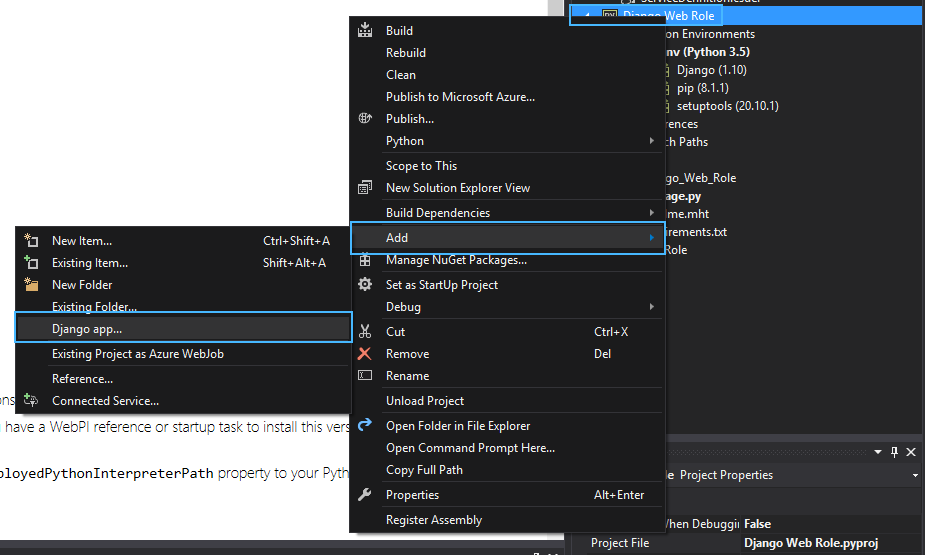 Django Web Role
on Environments
nv (Python 3.5)
Django (1.10)
pip (8.1.1)
setuptools (20.10.1)
rences
ch Paths
go_Web_Role
age.py
me.mht
irements.txt
Role
Build
Rebuild
Clean
Publish to Microsoft Azure...
Publish...
Python
Scope to This
New Solution Explorer View
Build Dependencies
Add
Manage NuGet Packages...
Set as StartUp Project
Debug
Cut Ctrl+X
Remove Del
Rename
Unload Project
Open Folder in File Explorer
Open Command Prompt Here...
Copy Full Path
Properties Alt+Enter
Register Assembly
New Item... Ctrl+Shift+A
Existing Item... Shift+Alt+A
New Folder
Existing Folder...
Django app...
Existing Project as Azure WebJob
Reference...
Connected Service...
ons
have a WebPI reference or startup task to install this vers
ployedPythonInterpreterPath property to your Pyth
le Project Properties
When Debuggin False
Project File Django Web Role.pyproj